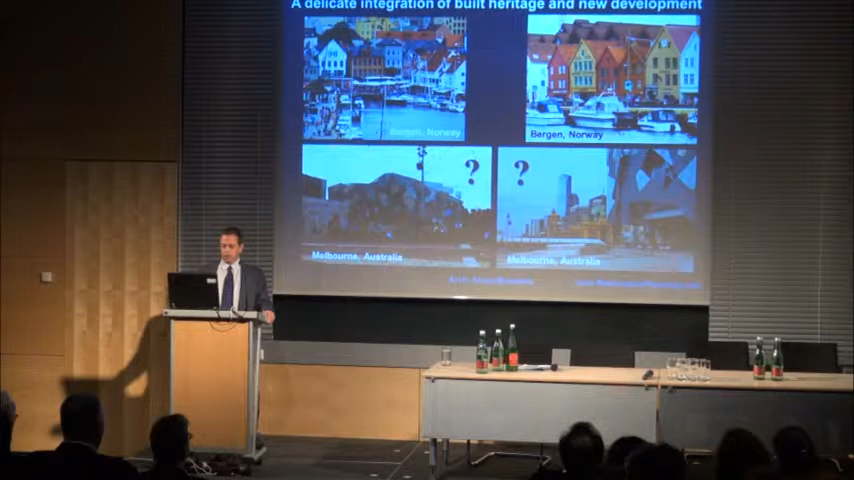 A delicate integration of built heritage and new development
Bergen, Norway
Bergen, Norway
?
?
Melbourne, Australia
Melbourne, Australia